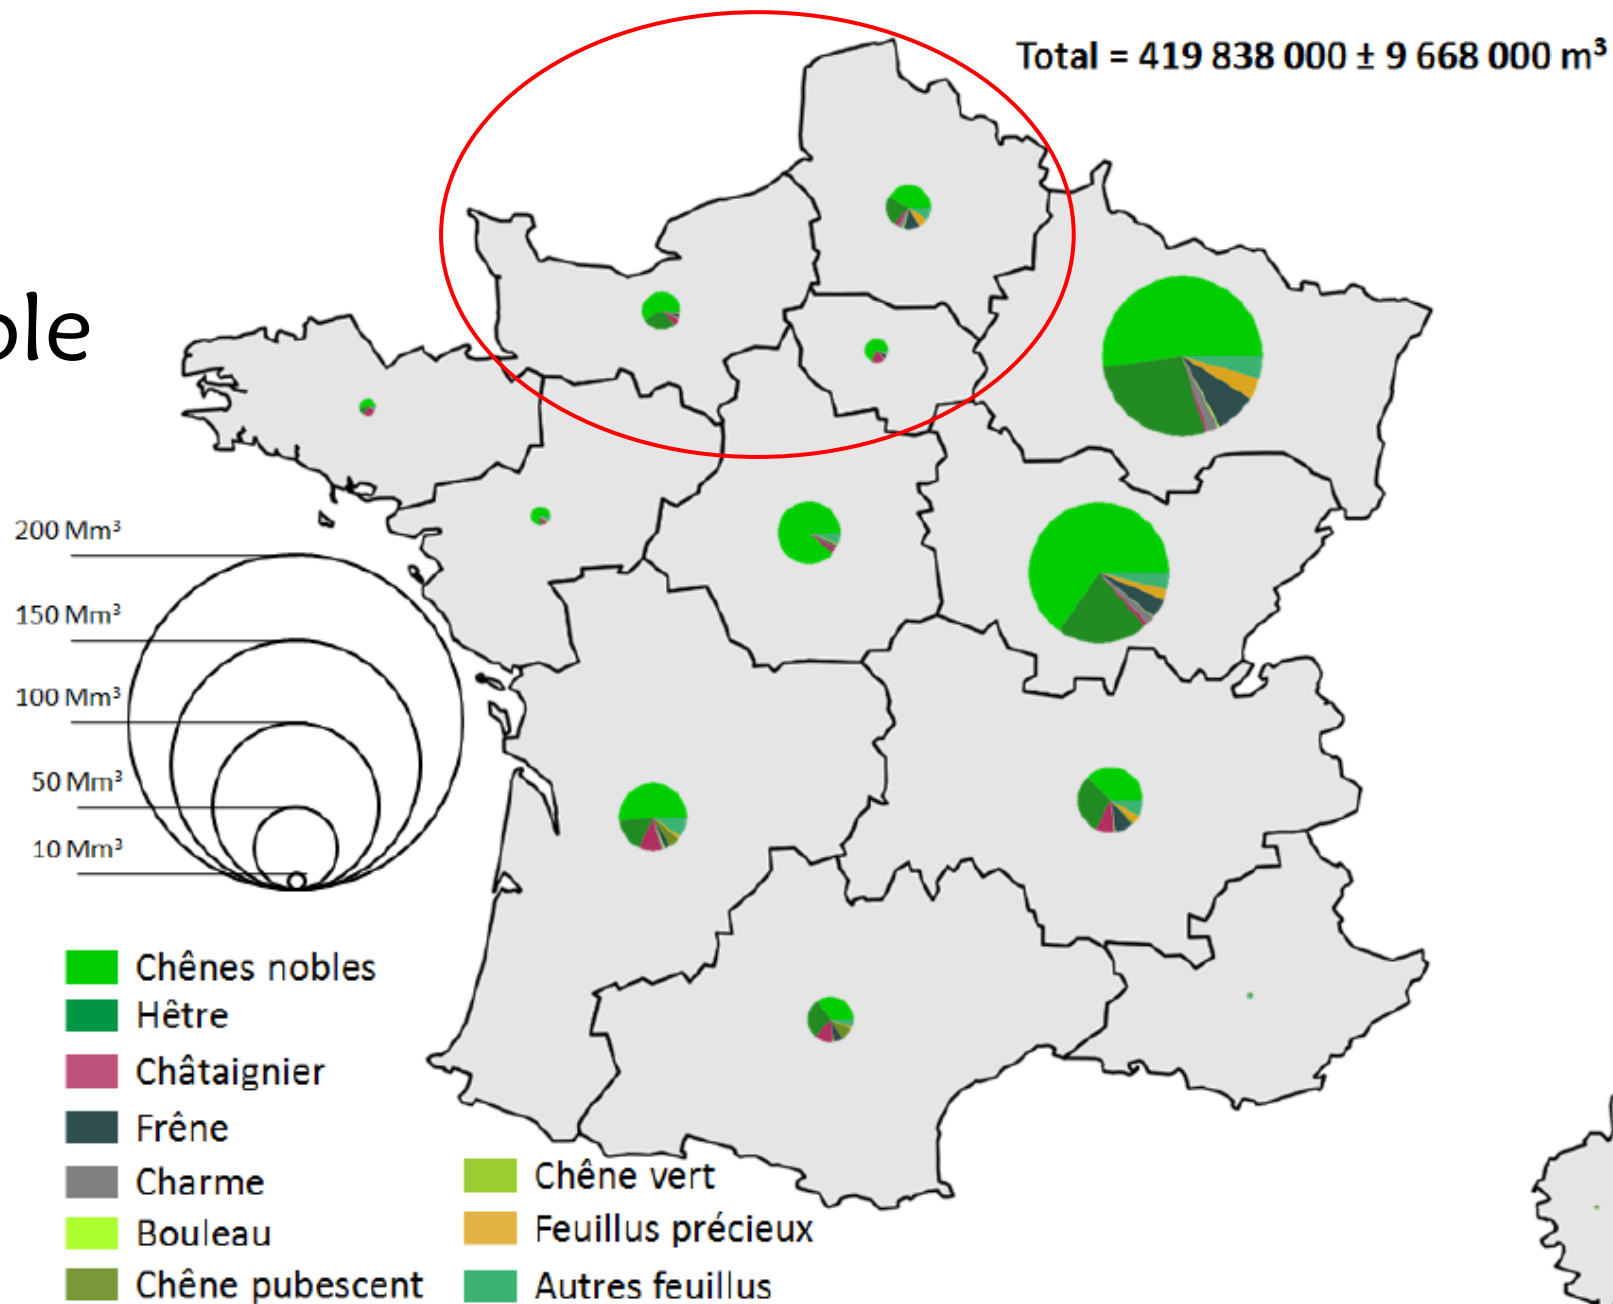 Total = 419 838 000 ± 9 668 000 m³
ole
200 Mm³
150 Mm³
100 Mm³
50 Mm³
10 Mm³
Chênes nobles
Hêtre
Châtaignier
Frêne
Charme
Bouleau
Chêne pubescent
Chêne vert
Feuillus précieux
Autres feuillus